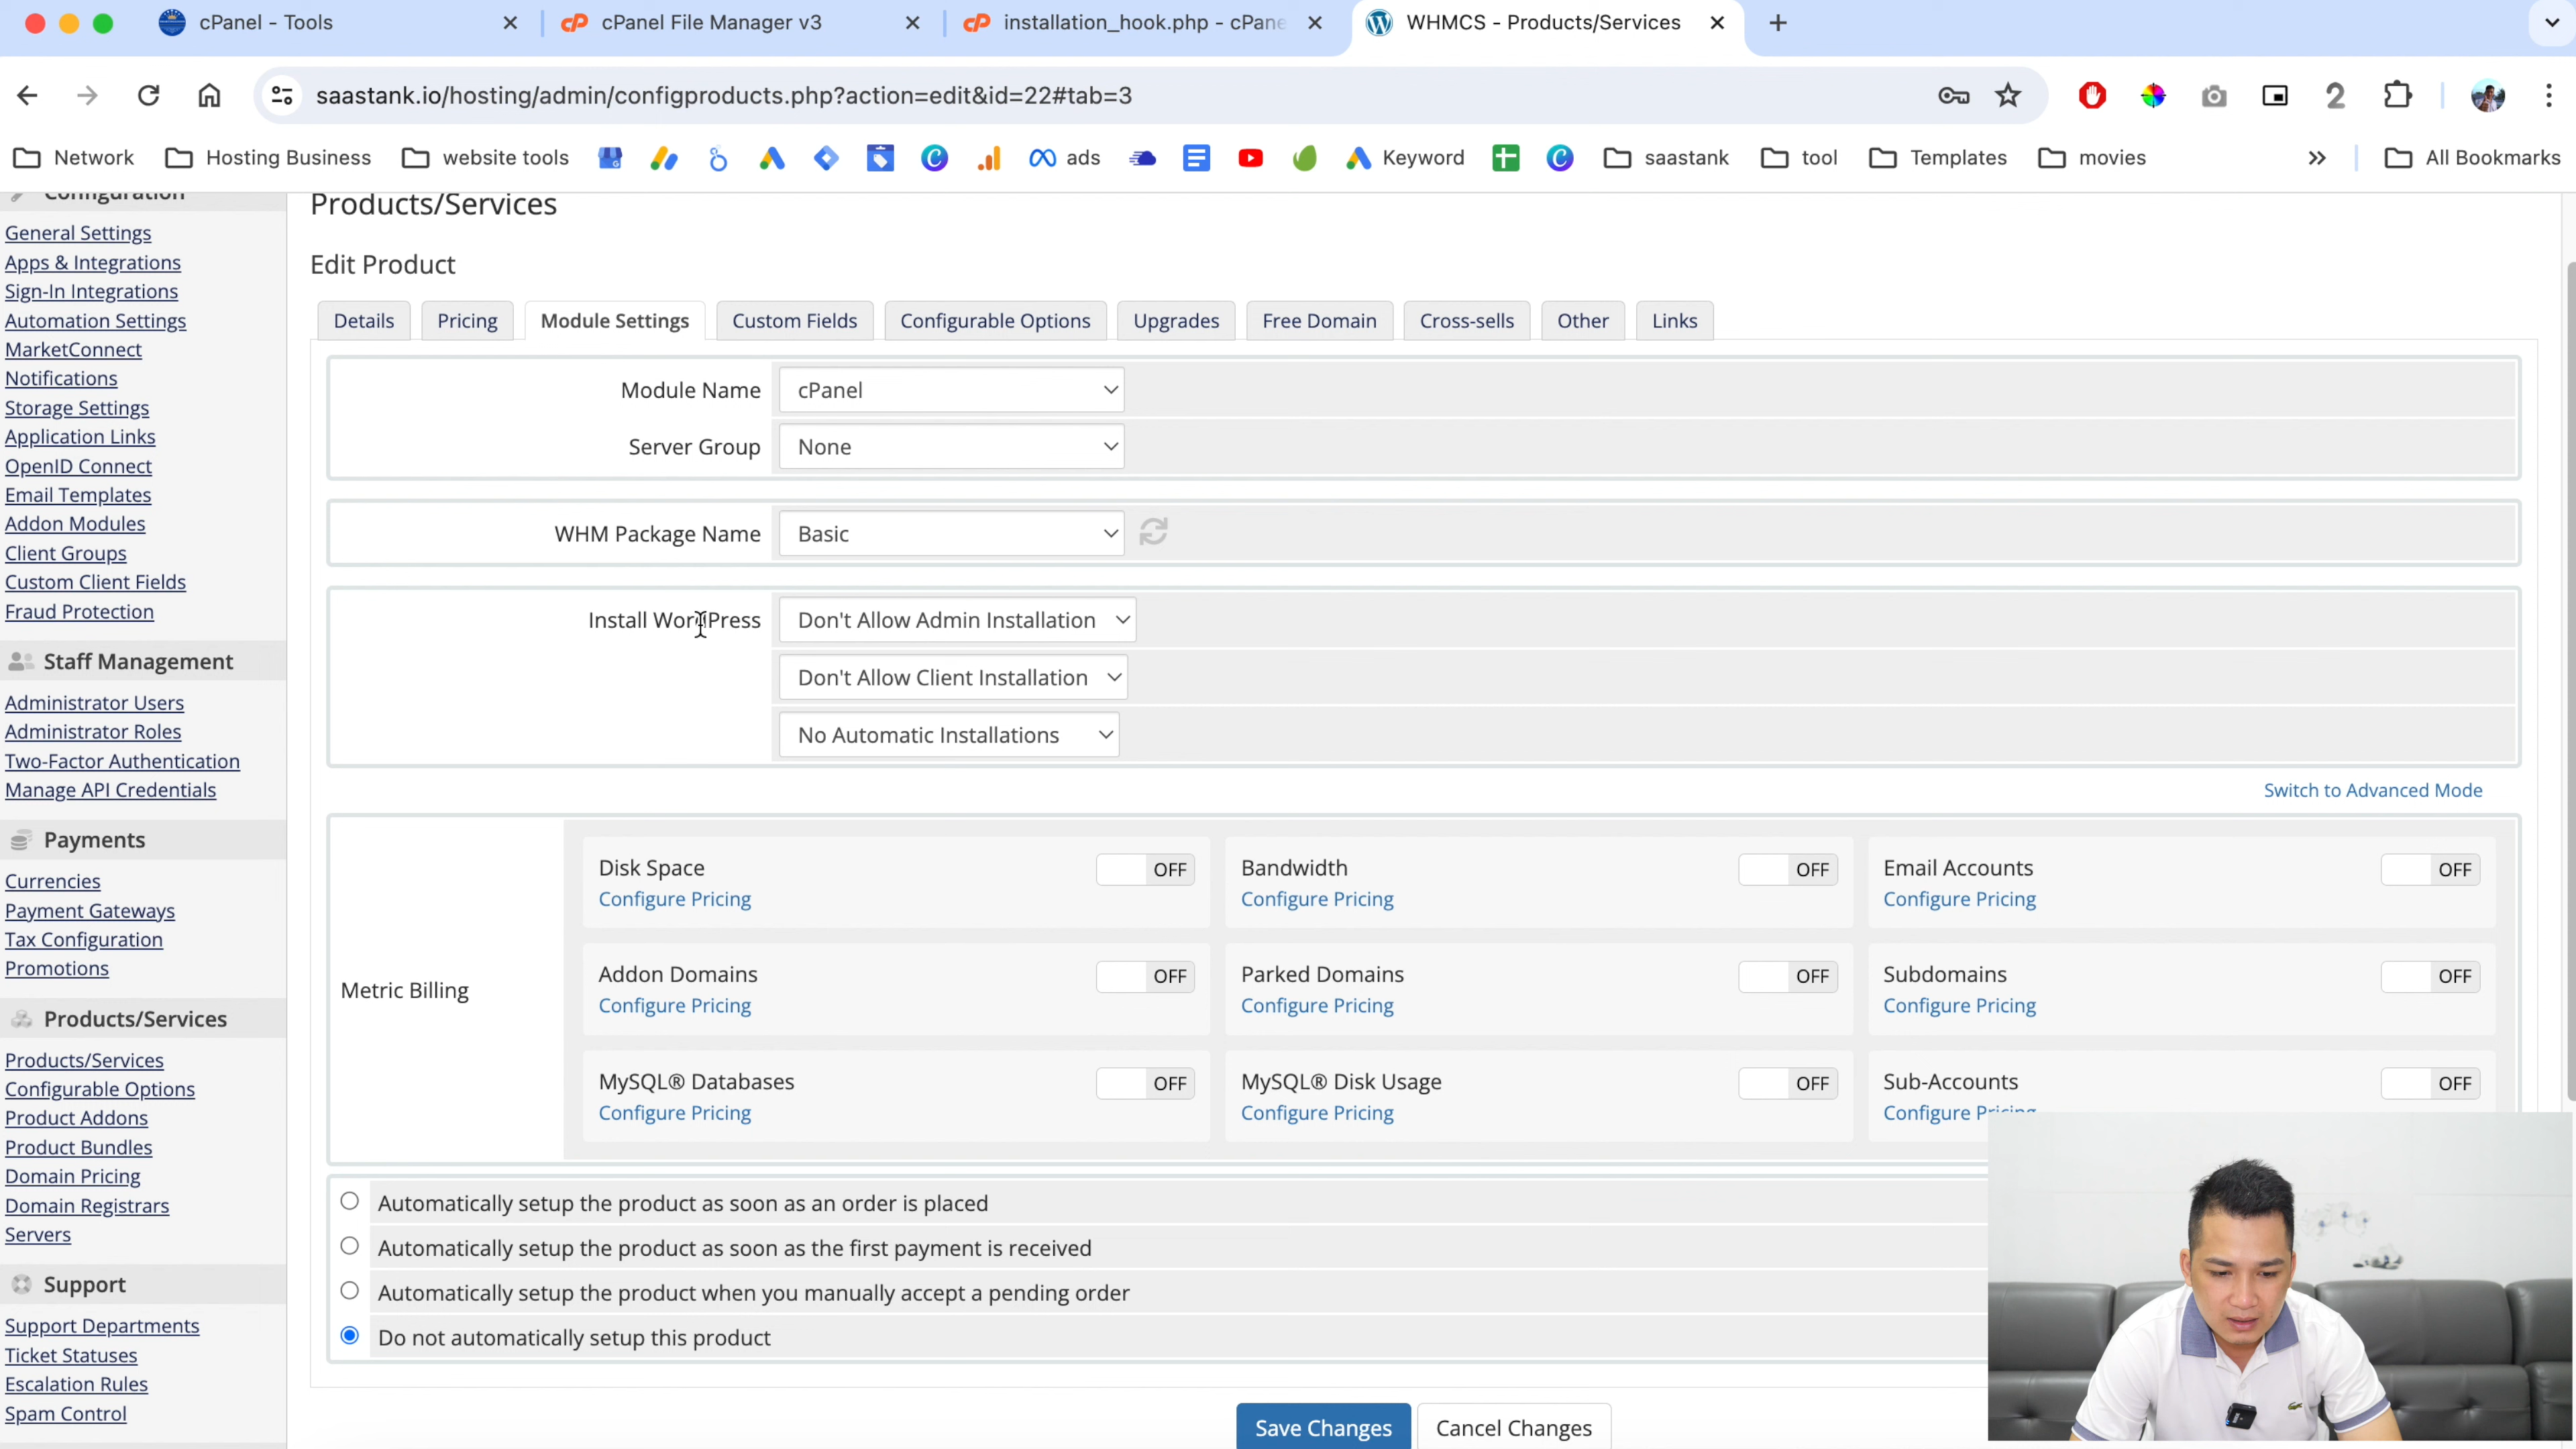 cPanel - Tools
cPanel File Manager v3
installation_hook.php - cPane
WHMCS - Products/Services
saastank.io/hosting/admin/configproducts.php?action=edit&id=22#tab=3
Network
Hosting Business
website tools
ads
Keyword
saastank
tool
Templates
movies
All Bookmarks
Configuration
General Settings
Apps & Integrations
Sign-In Integrations
Automation Settings
MarketConnect
Notifications
Storage Settings
Application Links
OpenID Connect
Email Templates
Addon Modules
Client Groups
Custom Client Fields
Fraud Protection
Staff Management
Administrator Users
Administrator Roles
Two-Factor Authentication
Manage API Credentials
Payments
Currencies
Payment Gateways
Tax Configuration
Promotions
Products/Services
Products/Services
Configurable Options
Product Addons
Product Bundles
Domain Pricing
Domain Registrars
Servers
Support
Support Departments
Ticket Statuses
Escalation Rules
Spam Control
Products/Services
Edit Product
Details
Pricing
Module Settings
Custom Fields
Configurable Options
Upgrades
Free Domain
Cross-sells
Other
Links
Module Name
cPanel
Server Group
None
WHM Package Name
Basic
Install WordPress
Don't Allow Admin Installation
Don't Allow Client Installation
No Automatic Installations
Switch to Advanced Mode
Metric Billing
Disk Space
OFF
Configure Pricing
Bandwidth
OFF
Configure Pricing
Email Accounts
OFF
Configure Pricing
Addon Domains
OFF
Configure Pricing
Parked Domains
OFF
Configure Pricing
Subdomains
OFF
Configure Pricing
MySQL® Databases
OFF
Configure Pricing
MySQL® Disk Usage
OFF
Configure Pricing
Sub-Accounts
OFF
Configure Pricing
Automatically setup the product as soon as an order is placed
Automatically setup the product as soon as the first payment is received
Automatically setup the product when you manually accept a pending order
Do not automatically setup this product
Save Changes
Cancel Changes